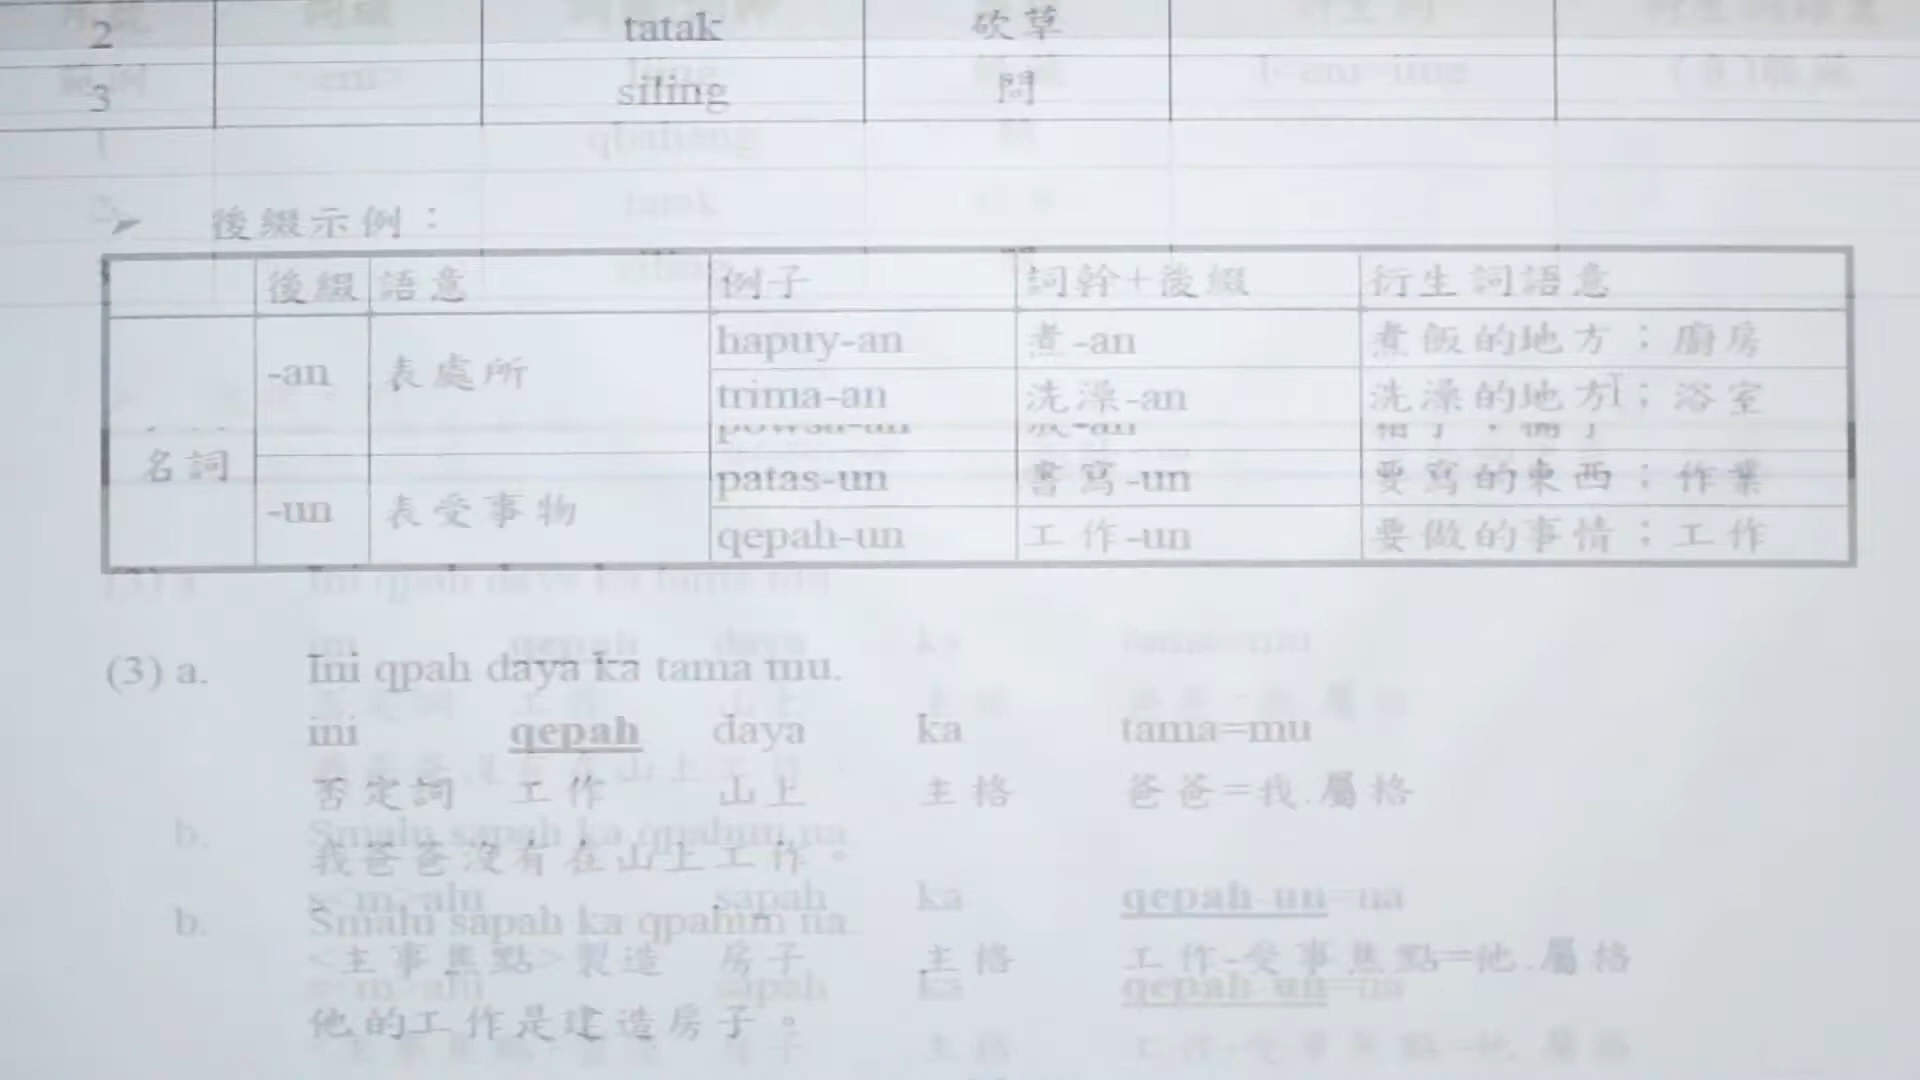 2 tatak 砍草
3 siling 問
➤ 後綴示例：
後綴 語意 例子 詞幹+後綴 衍生詞語意
名詞 -an 表處所 hapuy-an 煮-an 煮飯的地方；廚房
trima-an 洗澡-an 洗澡的地方；浴室
-un 表受事物 patas-un 書寫-un 要寫的東西；作業
qepah-un 工作-un 要做的事情；工作
(3) a. Ini qpah daya ka tama mu.
ini qepah daya ka tama=mu
否定詞 工作 山上 主格 爸爸=我.屬格
我爸爸沒有在山上工作。
b. Smalu sapah ka qpahun na
s<m>alu sapah ka qepah-un=na
<主事焦點>製造 房子 主格 工作-受事焦點=他.屬格
他的工作是建造房子。